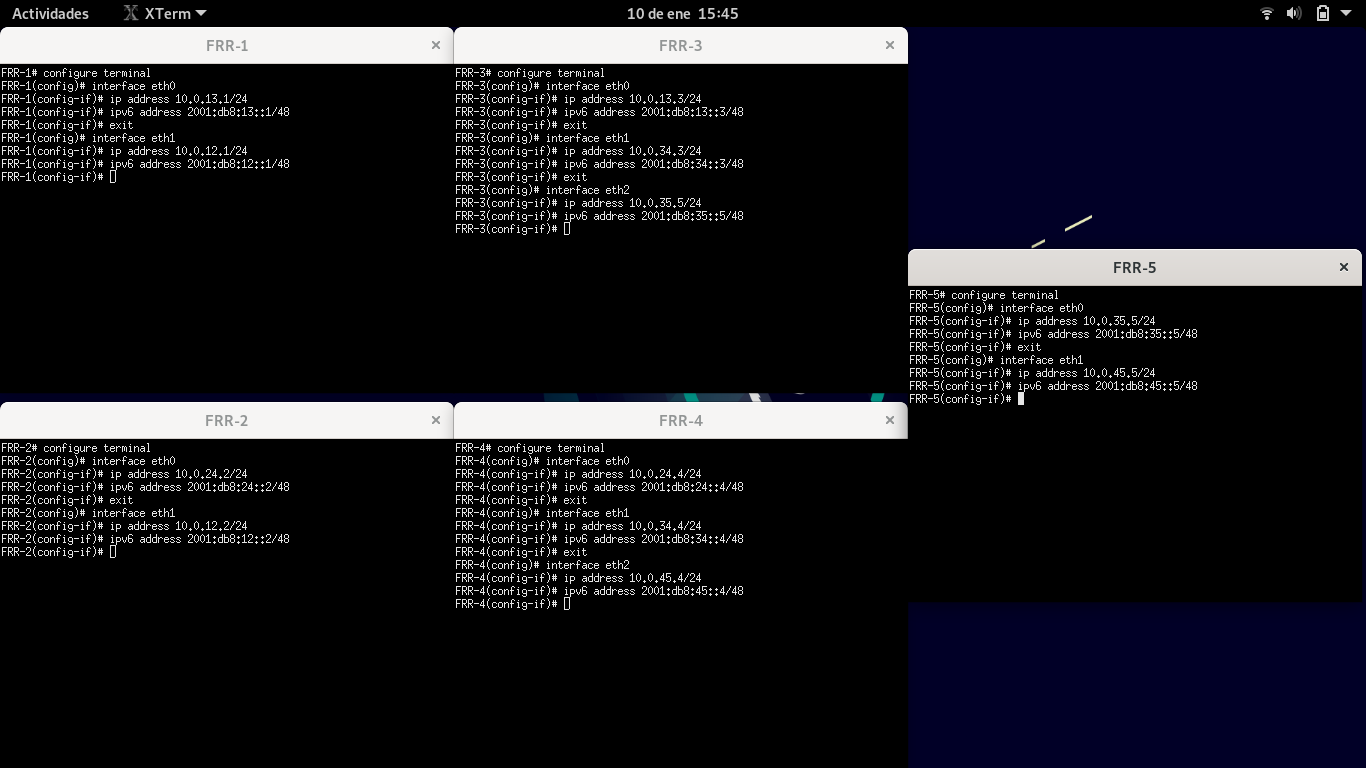 Actividades
XTerm
10 de ene 15:45
FRR-1
FRR-1# configure terminal
FRR-1(config)# interface eth0
FRR-1(config-if)# ip address 10.0.13.1/24
FRR-1(config-if)# ipv6 address 2001:db8:13::1/48
FRR-1(config-if)# exit
FRR-1(config)# interface eth1
FRR-1(config-if)# ip address 10.0.12.1/24
FRR-1(config-if)# ipv6 address 2001:db8:12::1/48
FRR-1(config-if)#
FRR-3
FRR-3# configure terminal
FRR-3(config)# interface eth0
FRR-3(config-if)# ip address 10.0.13.3/24
FRR-3(config-if)# ipv6 address 2001:db8:13::3/48
FRR-3(config-if)# exit
FRR-3(config)# interface eth1
FRR-3(config-if)# ip address 10.0.34.3/24
FRR-3(config-if)# ipv6 address 2001:db8:34::3/48
FRR-3(config-if)# exit
FRR-3(config)# interface eth2
FRR-3(config-if)# ip address 10.0.35.5/24
FRR-3(config-if)# ipv6 address 2001:db8:35::5/48
FRR-3(config-if)#
FRR-5
FRR-5# configure terminal
FRR-5(config)# interface eth0
FRR-5(config-if)# ip address 10.0.35.5/24
FRR-5(config-if)# ipv6 address 2001:db8:35::5/48
FRR-5(config-if)# exit
FRR-5(config)# interface eth1
FRR-5(config-if)# ip address 10.0.45.5/24
FRR-5(config-if)# ipv6 address 2001:db8:45::5/48
FRR-5(config-if)#
FRR-2
FRR-2# configure terminal
FRR-2(config)# interface eth0
FRR-2(config-if)# ip address 10.0.24.2/24
FRR-2(config-if)# ipv6 address 2001:db8:24::2/48
FRR-2(config-if)# exit
FRR-2(config)# interface eth1
FRR-2(config-if)# ip address 10.0.12.2/24
FRR-2(config-if)# ipv6 address 2001:db8:12::2/48
FRR-2(config-if)#
FRR-4
FRR-4# configure terminal
FRR-4(config)# interface eth0
FRR-4(config-if)# ip address 10.0.24.4/24
FRR-4(config-if)# ipv6 address 2001:db8:24::4/48
FRR-4(config-if)# exit
FRR-4(config)# interface eth1
FRR-4(config-if)# ip address 10.0.34.4/24
FRR-4(config-if)# ipv6 address 2001:db8:34::4/48
FRR-4(config-if)# exit
FRR-4(config)# interface eth2
FRR-4(config-if)# ip address 10.0.45.4/24
FRR-4(config-if)# ipv6 address 2001:db8:45::4/48
FRR-4(config-if)#